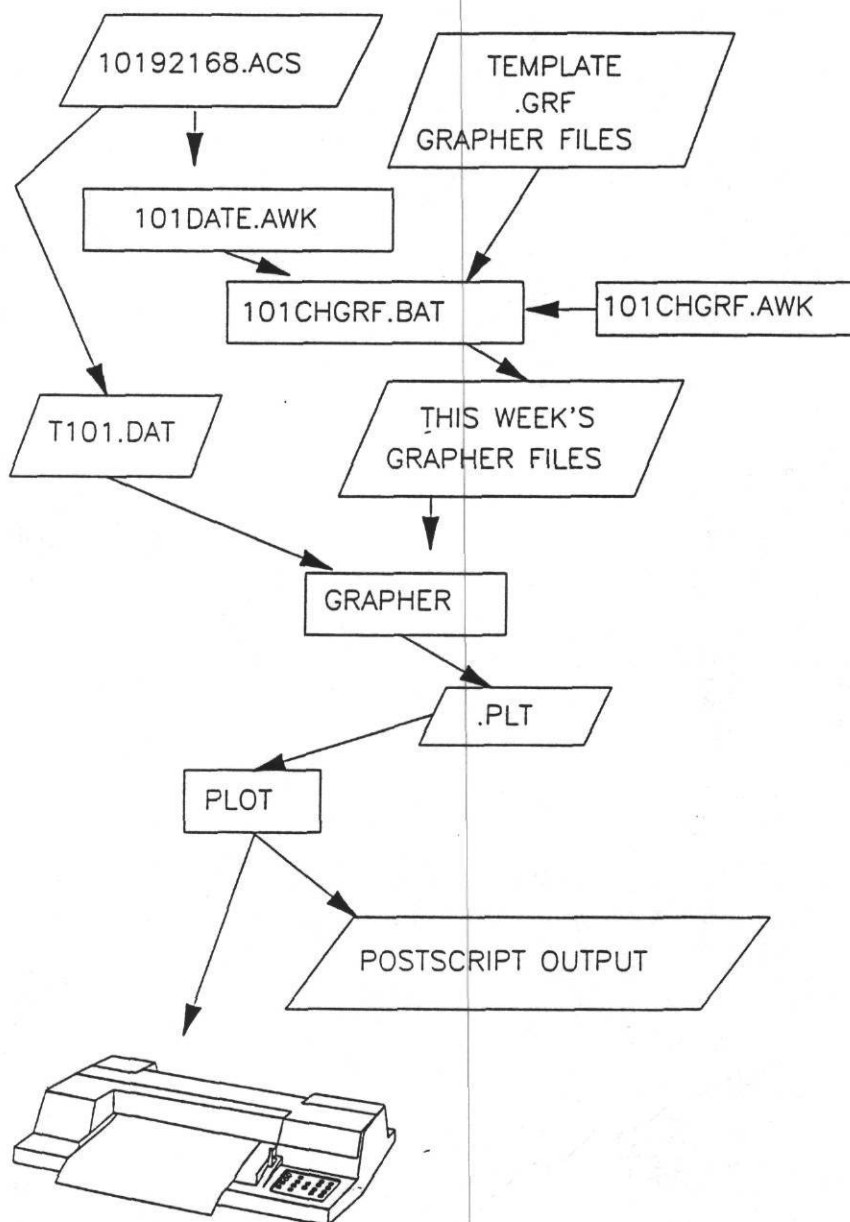 10192168.ACS
TEMPLATE
.GRF
GRAPHER FILES
101DATE.AWK
101CHGRF.BAT
101CHGRF.AWK
T101.DAT
THIS WEEK'S
GRAPHER FILES
GRAPHER
.PLT
PLOT
POSTSCRIPT OUTPUT